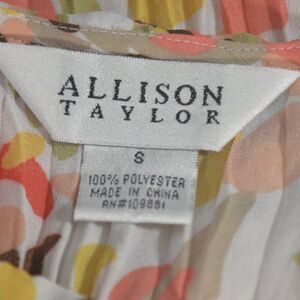 ALLISON
TAYLOR
S
100% POLYESTER
MADE IN CHINA
RN#109881